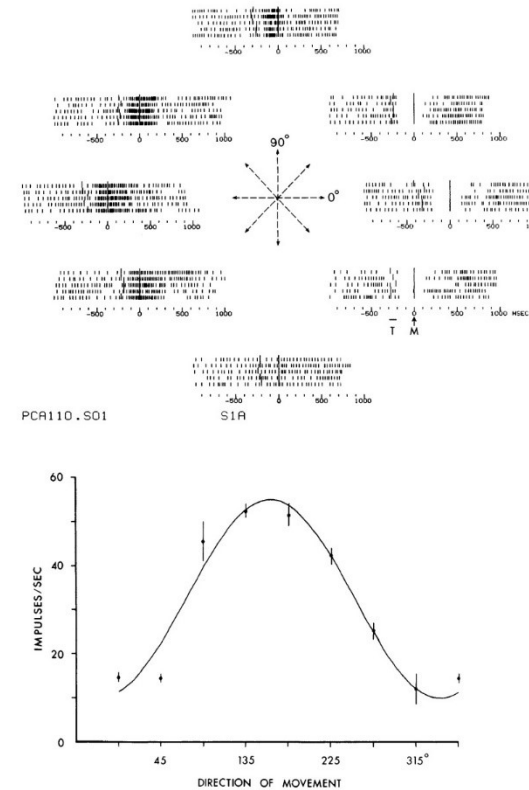 -500 0 500 1000
-500 0 500 1000
-500 0 500 1000
90°
0°
-500 0 500 1000
-500 0 500 1000
-500 0 500 1000
-500 0 500 1000 MSEC
T M
-500 0 500 1000
PCA110.S01 S1A
60
40
20
0
IMPULSES/SEC
45 135 225 315°
DIRECTION OF MOVEMENT